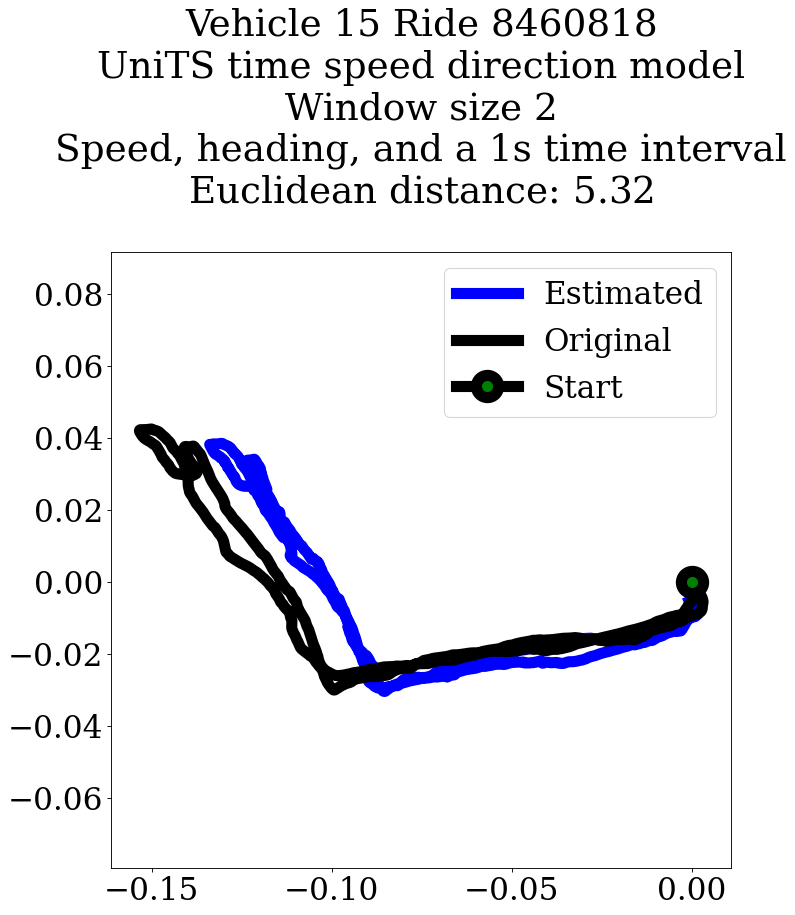 Vehicle 15 Ride 8460818
UniTS time speed direction model
Window size 2
Speed, heading, and a 1s time interval
Euclidean distance: 5.32
Estimated
Original
Start
0.08
0.06
0.04
0.02
0.00
−0.02
−0.04
−0.06
−0.15
−0.10
−0.05
0.00